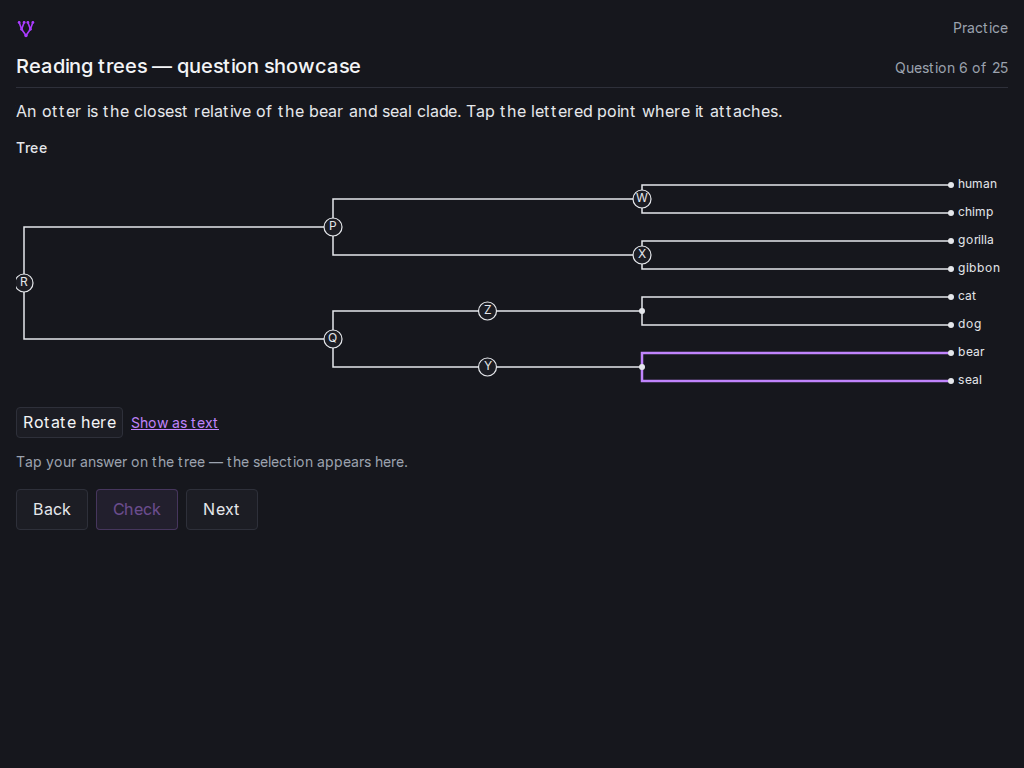 Practice
Reading trees — question showcase
Question 6 of 25
An otter is the closest relative of the bear and seal clade. Tap the lettered point where it attaches.
Tree
human
W
chimp
P
gorilla
X
gibbon
R
cat
Z
dog
Q
bear
Y
seal
Rotate here
Show as text
Tap your answer on the tree — the selection appears here.
Back
Check
Next